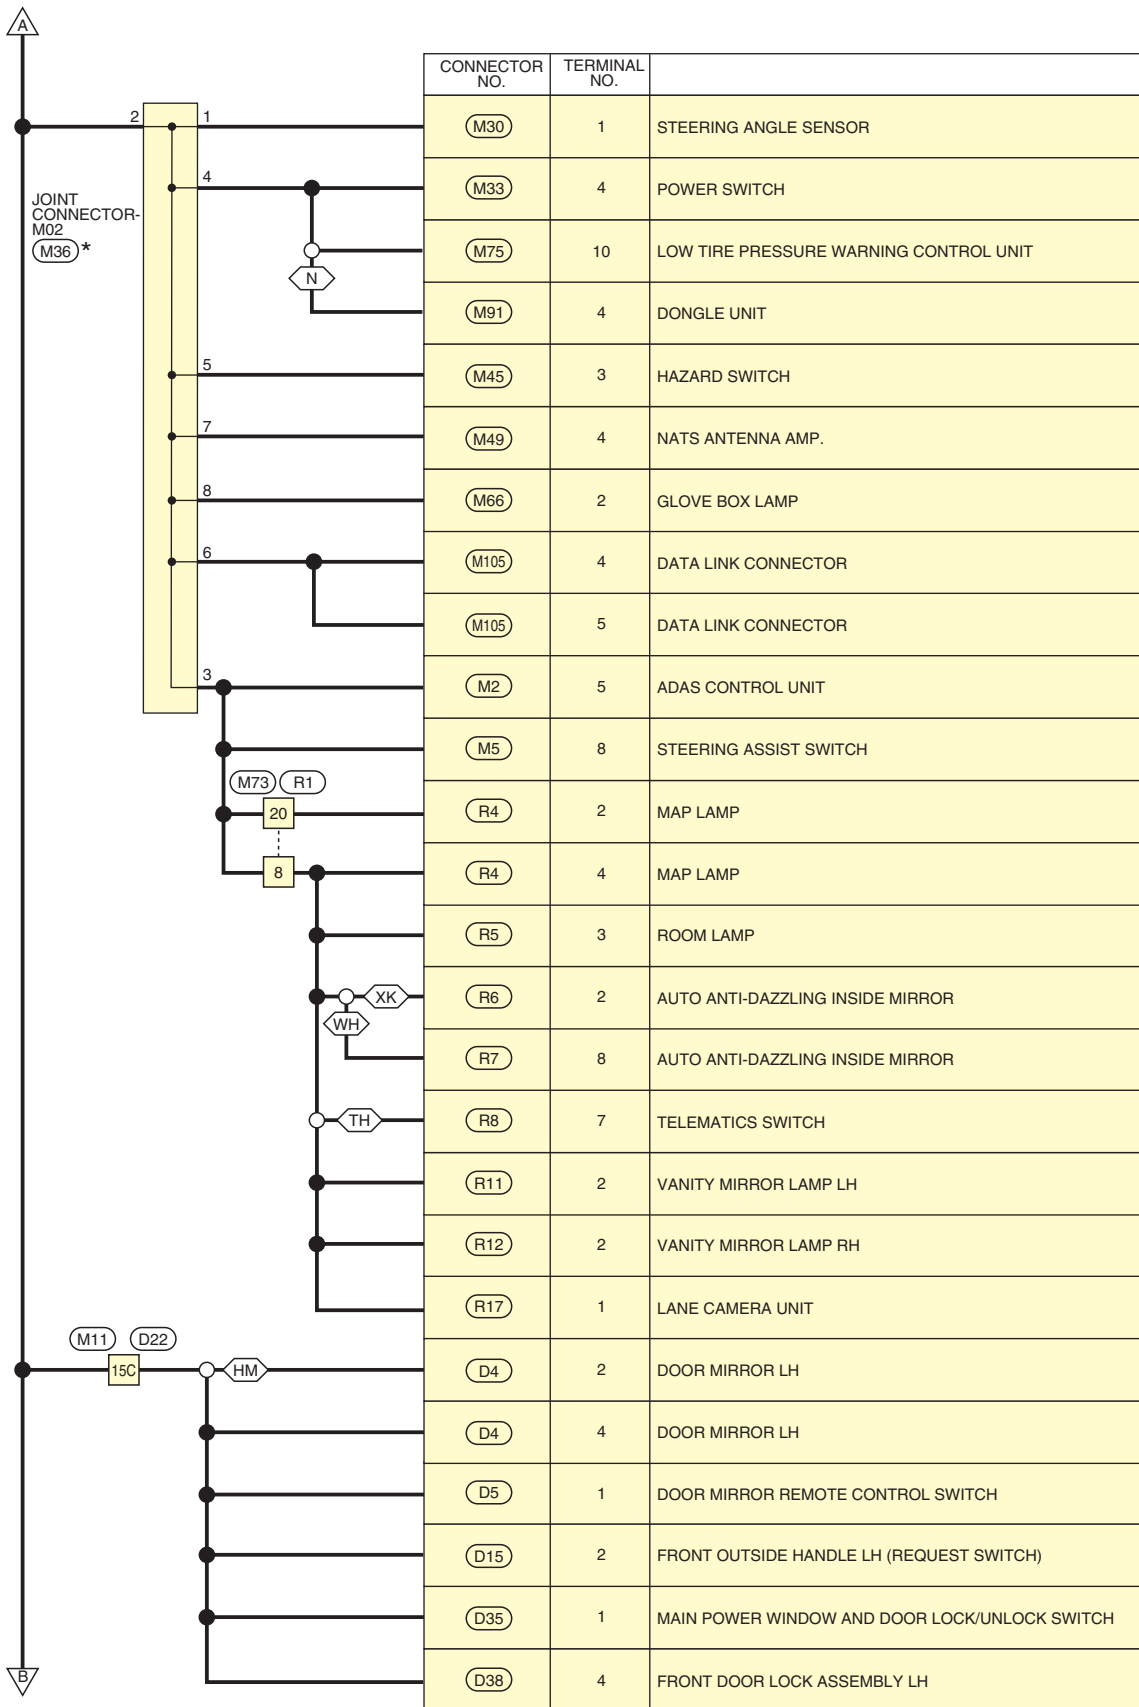 A
CONNECTOR NO. TERMINAL NO.
2 1 M30 1 STEERING ANGLE SENSOR
4 M33 4 POWER SWITCH
JOINT
CONNECTOR-
M02
M36 *
M75 10 LOW TIRE PRESSURE WARNING CONTROL UNIT
N
M91 4 DONGLE UNIT
5 M45 3 HAZARD SWITCH
7 M49 4 NATS ANTENNA AMP.
8 M66 2 GLOVE BOX LAMP
6 M105 4 DATA LINK CONNECTOR
M105 5 DATA LINK CONNECTOR
3 M2 5 ADAS CONTROL UNIT
M5 8 STEERING ASSIST SWITCH
M73 R1
20 R4 2 MAP LAMP
8 R4 4 MAP LAMP
R5 3 ROOM LAMP
XK R6 2 AUTO ANTI-DAZZLING INSIDE MIRROR
WH
R7 8 AUTO ANTI-DAZZLING INSIDE MIRROR
TH R8 7 TELEMATICS SWITCH
R11 2 VANITY MIRROR LAMP LH
R12 2 VANITY MIRROR LAMP RH
R17 1 LANE CAMERA UNIT
M11 D22
15C HM D4 2 DOOR MIRROR LH
D4 4 DOOR MIRROR LH
D5 1 DOOR MIRROR REMOTE CONTROL SWITCH
D15 2 FRONT OUTSIDE HANDLE LH (REQUEST SWITCH)
D35 1 MAIN POWER WINDOW AND DOOR LOCK/UNLOCK SWITCH
B
D38 4 FRONT DOOR LOCK ASSEMBLY LH